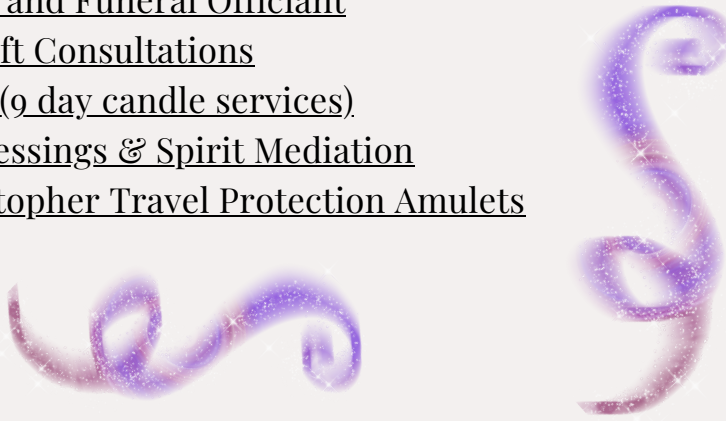 and Funeral Officiant
ft Consultations
(9 day candle services)
essings & Spirit Mediation
topher Travel Protection Amulets